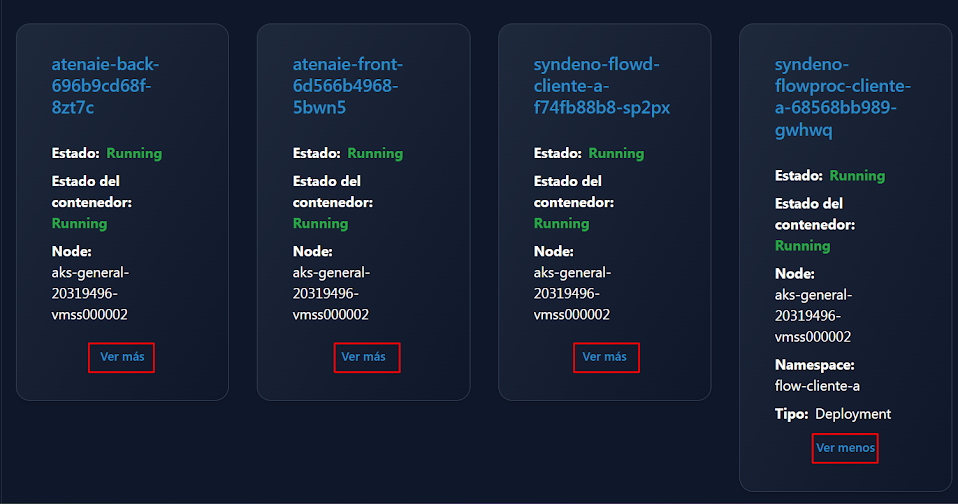 atenaie-back-
696b9cd68f-
8zt7c
Estado: Running
Estado del
contenedor:
Running
Node:
aks-general-
20319496-
vmss000002
Ver más
atenaie-front-
6d566b4968-
5bwn5
Estado: Running
Estado del
contenedor:
Running
Node:
aks-general-
20319496-
vmss000002
Ver más
syndeno-flowd-
cliente-a-
f74fb88b8-sp2px
Estado: Running
Estado del
contenedor:
Running
Node:
aks-general-
20319496-
vmss000002
Ver más
syndeno-
flowproc-cliente-
a-68568bb989-
gwhwq
Estado: Running
Estado del
contenedor:
Running
Node:
aks-general-
20319496-
vmss000002
Namespace:
flow-cliente-a
Tipo: Deployment
Ver menos